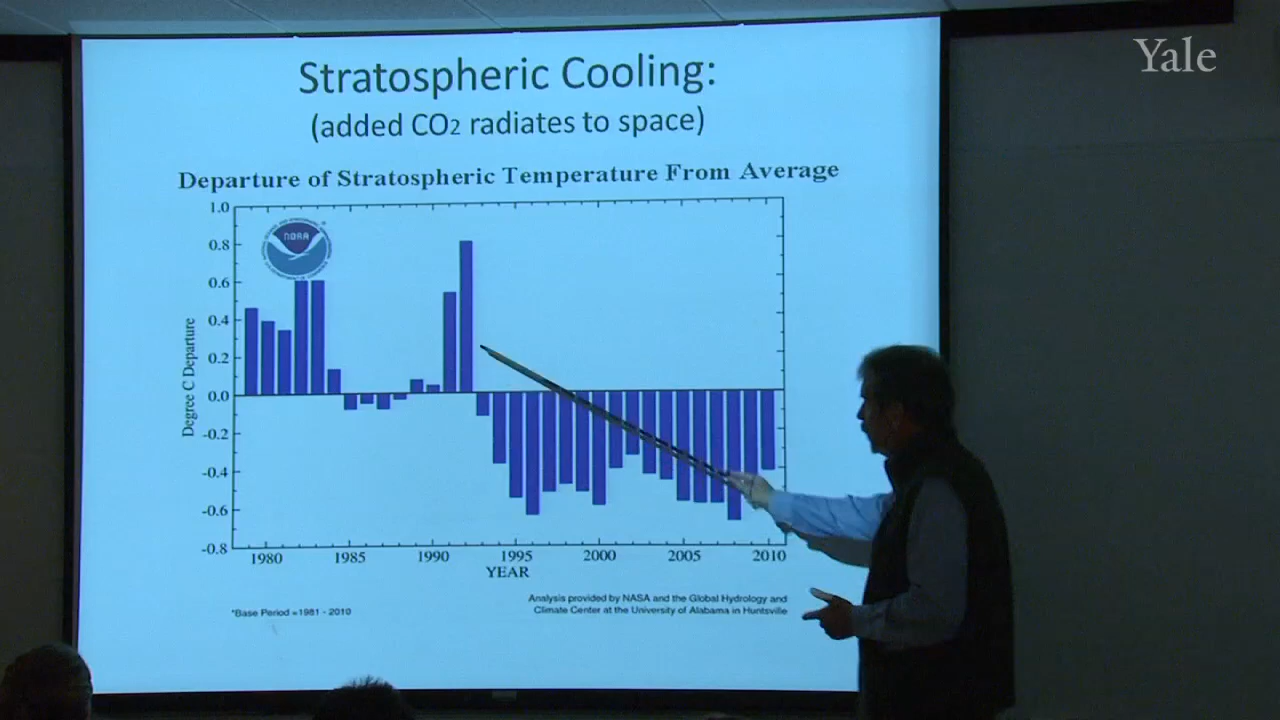 Yale
Stratospheric Cooling:
(added CO2 radiates to space)
Departure of Stratospheric Temperature From Average
1.0
0.8
0.6
0.4
0.2
0.0
-0.2
-0.4
-0.6
-0.8
Degree C Departure
NOAA
1980 1985 1990 1995 2000 2005 2010
YEAR
Analysis provided by NASA and the Global Hydrology and
Climate Center at the University of Alabama in Huntsville
*Base Period =1981 - 2010